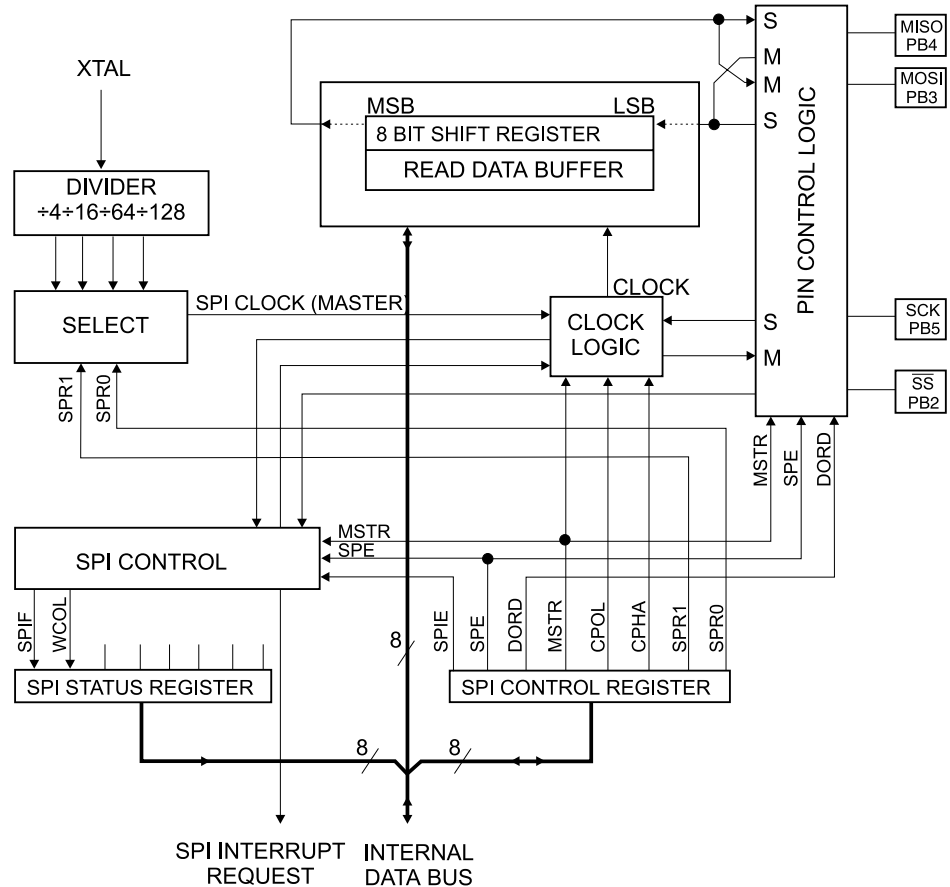 S
MISO
PB4
XTAL
M
M
MOSI
PB3
MSB
LSB
S
8 BIT SHIFT REGISTER
READ DATA BUFFER
PIN CONTROL LOGIC
DIVIDER
÷4÷16÷64÷128
SPI CLOCK (MASTER)
CLOCK
SELECT
CLOCK
LOGIC
S
M
SCK
PB5
SS
PB2
SPR1
SPR0
MSTR
SPE
DORD
MSTR
SPE
SPI CONTROL
SPIF
WCOL
8
SPIE
SPE
DORD
MSTR
CPOL
CPHA
SPR1
SPR0
SPI STATUS REGISTER
SPI CONTROL REGISTER
8
8
SPI INTERRUPT
REQUEST
INTERNAL
DATA BUS